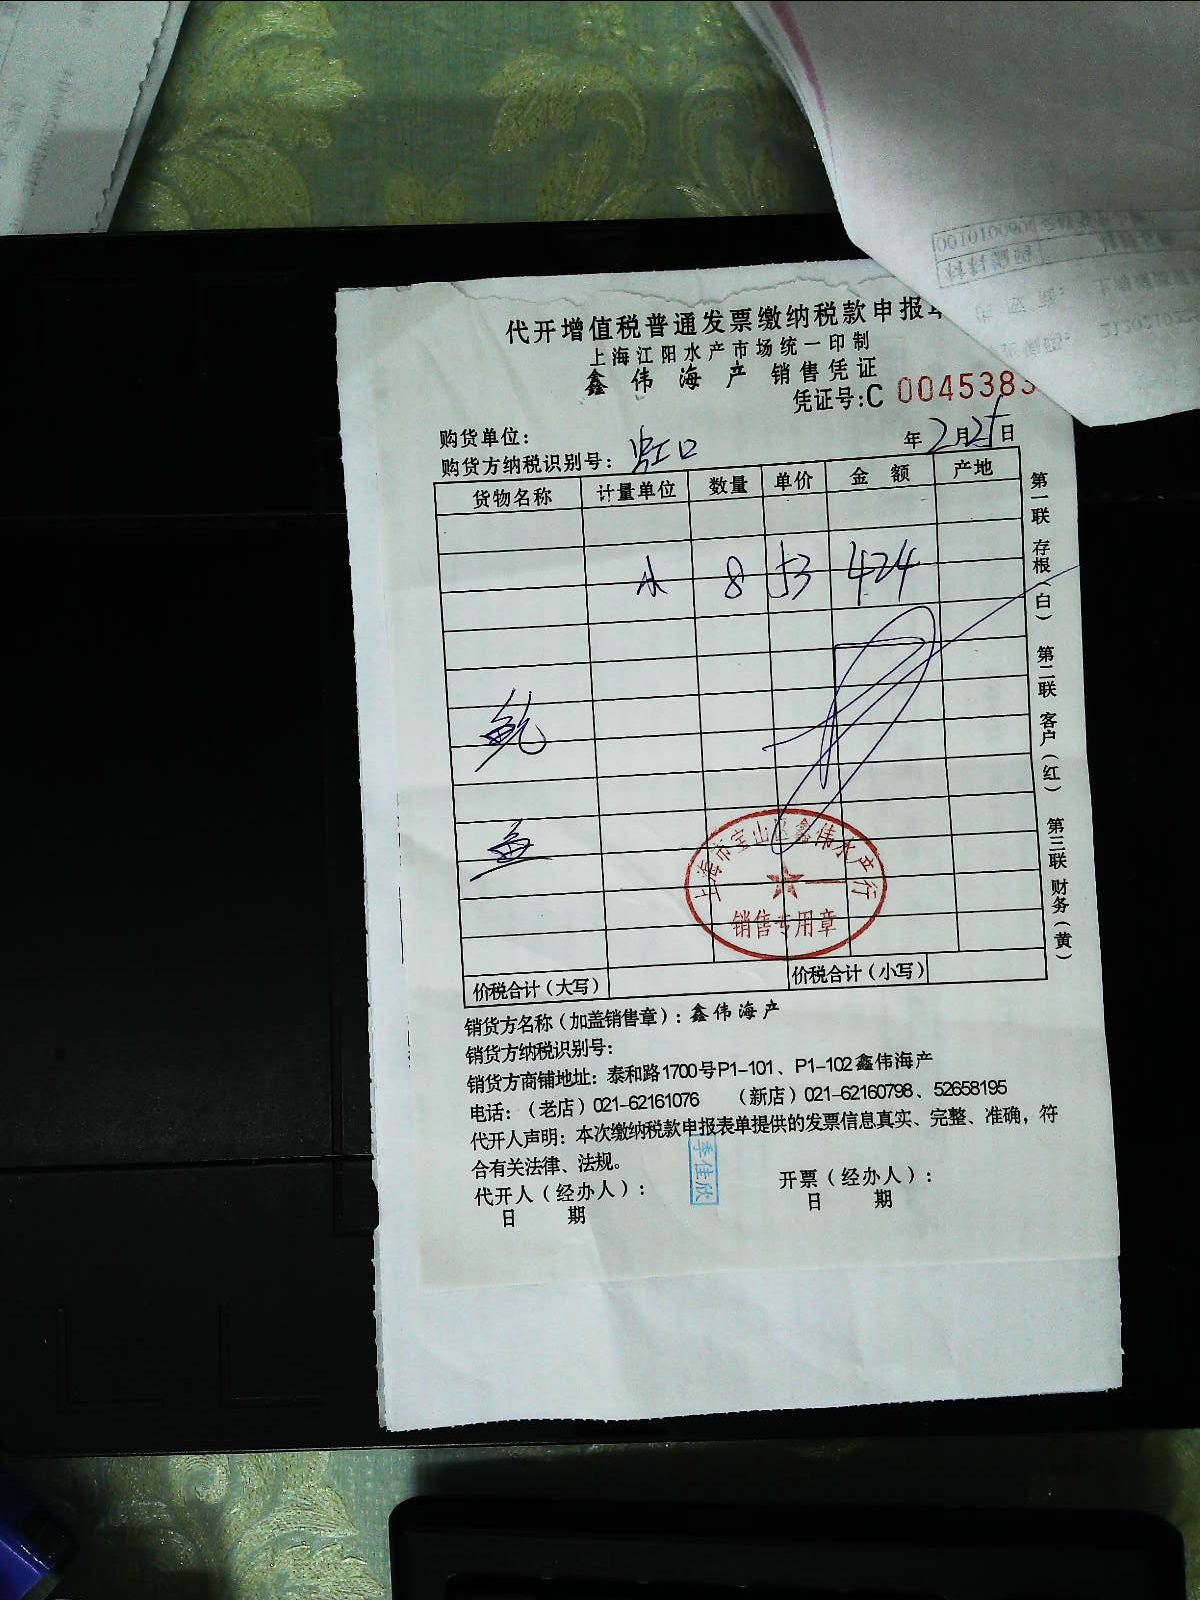 代开增值税普通发票缴纳税款申报
上海江阳水产市场统一印制
鑫伟海产 销售凭证
凭证号:C 0045383
购货单位:
年2月25日
购货方纳税识别号: 虹口
货物名称 计量单位 数量 单价 金额 产地
8 53 424
鲍
鱼
上海市宝山区鑫伟水产行
销售专用章
价税合计(大写) 价税合计(小写)
第一联 存根(白) 第二联 客户(红) 第三联 财务(黄)
销货方名称(加盖销售章): 鑫伟海产
销货方纳税识别号:
销货方商铺地址: 泰和路1700号P1-101、P1-102鑫伟海产
电话:(老店)021-62161076 (新店)021-62160798、52658195
代开人声明: 本次缴纳税款申报表单提供的发票信息真实、完整、准确,符
合有关法律、法规。
李佳欣
代开人(经办人): 开票(经办人):
日 期 日 期